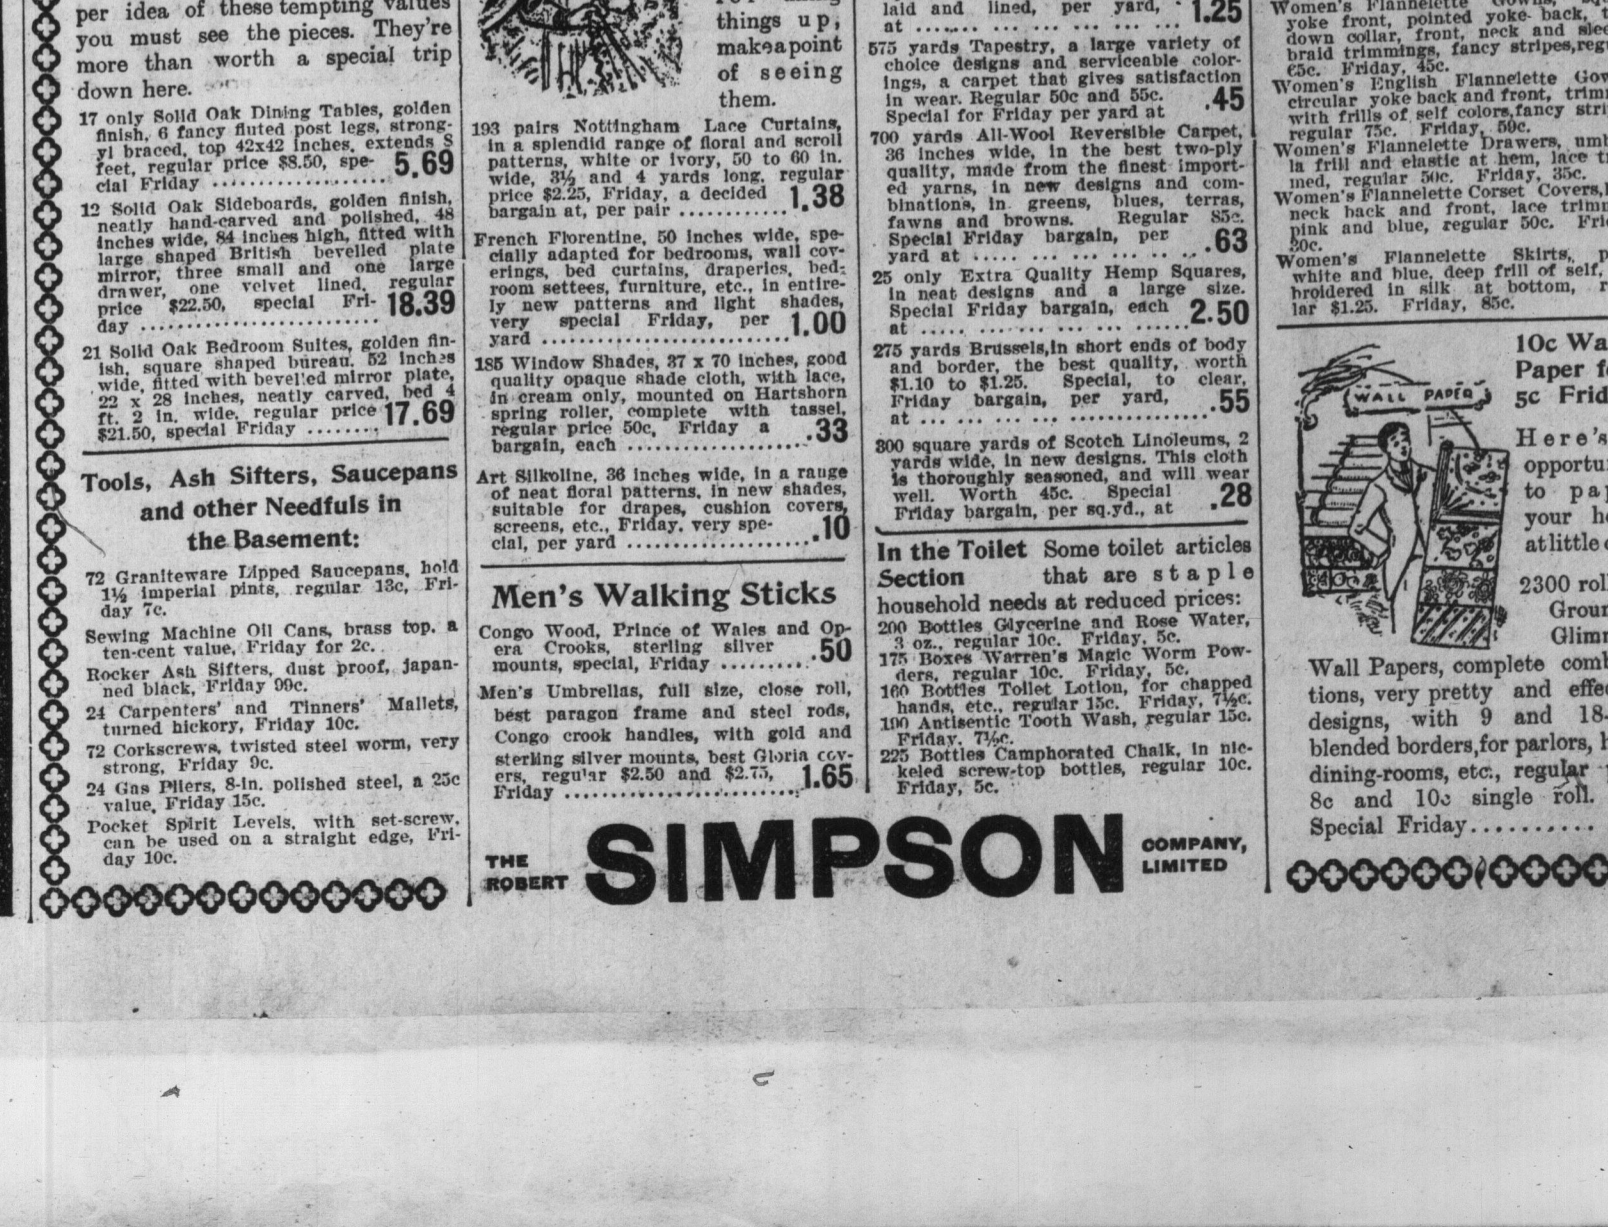 per idea of these tempting values
you must see the pieces. They're
more than worth a special trip
down here.
17 only Solid Oak Dining Tables, golden
finish, 6 fancy fluted post legs, strong-
yl braced, top 42x42 inches, extends S
feet, regular price $8.50, spe-
cial Friday .................... 5.69
12 Solid Oak Sideboards, golden finish,
neatly hand-carved and polished, 48
inches wide, 84 inches high, fitted with
large shaped British bevelled plate
mirror, three small and one large
drawer, one velvet lined, regular
price $22.50, special Fri-
day ........................... 18.39
21 Solid Oak Bedroom Suites, golden fin-
ish, square shaped bureau, 52 inches
wide, fitted with bevelled mirror plate,
22 x 28 inches, neatly carved, bed 4
ft. 2 in. wide, regular price
$21.50, special Friday ........ 17.69
Tools, Ash Sifters, Saucepans
and other Needfuls in
the Basement:
72 Graniteware Lipped Saucepans, hold
1½ imperial pints, regular 13c, Fri-
day 7c.
Sewing Machine Oil Cans, brass top, a
ten-cent value, Friday for 2c.
Rocker Ash Sifters, dust proof, japan-
ned black, Friday 99c.
24 Carpenters' and Tinners' Mallets,
turned hickory, Friday 10c.
72 Corkscrews, twisted steel worm, very
strong, Friday 9c.
24 Gas Pliers, 8-in. polished steel, a 25c
value, Friday 15c.
Pocket Spirit Levels, with set-screw,
can be used on a straight edge, Fri-
day 10c.
things up,
make a point
of seeing
them.
193 pairs Nottingham Lace Curtains,
in a splendid range of floral and scroll
patterns, white or ivory, 50 to 60 in.
wide, 3½ and 4 yards long, regular
price $2.25, Friday, a decided
bargain at, per pair ............ 1.38
French Florentine, 50 inches wide, spe-
cially adapted for bedrooms, wall cov-
erings, bed curtains, draperies, bed-
room settees, furniture, etc., in entire-
ly new patterns and light shades,
very special Friday, per
yard ........................... 1.00
185 Window Shades, 37 x 70 inches, good
quality opaque shade cloth, with lace,
in cream only, mounted on Hartshorn
spring roller, complete with tassel,
regular price 50c, Friday a
bargain, each .................. .33
Art Silkoline, 36 inches wide, in a range
of neat floral patterns, in new shades,
suitable for drapes, cushion covers,
screens, etc., Friday, very spe-
cial, per yard .................. .10
Men's Walking Sticks
Congo Wood, Prince of Wales and Op-
era Crooks, sterling silver
mounts, special, Friday ......... .50
Men's Umbrellas, full size, close roll,
best paragon frame and steel rods,
Congo crook handles, with gold and
sterling silver mounts, best Gloria cov-
ers, regular $2.50 and $2.75,
Friday ......................... 1.65
laid and lined, per yard,
at ............................ 1.25
575 yards Tapestry, a large variety of
choice designs and serviceable color-
ings, a carpet that gives satisfaction
in wear. Regular 50c and 55c.
Special for Friday per yard at .45
700 yards All-Wool Reversible Carpet,
36 inches wide, in the best two-ply
quality, made from the finest import-
ed yarns, in new designs and com-
binations, in greens, blues, terras,
fawns and browns. Regular 85c.
Special Friday bargain, per
yard at ....................... .63
25 only Extra Quality Hemp Squares,
in neat designs and a large size.
Special Friday bargain, each
at ............................ 2.50
275 yards Brussels, in short ends of body
and border, the best quality, worth
$1.10 to $1.25. Special, to clear,
Friday bargain, per yard,
at ............................ .55
300 square yards of Scotch Linoleums, 2
yards wide, in new designs. This cloth
is thoroughly seasoned, and will wear
well. Worth 45c. Special
Friday bargain, per sq.yd., at .28
In the Toilet Section
Some toilet articles
that are staple
household needs at reduced prices:
200 Bottles Glycerine and Rose Water,
3 oz., regular 10c. Friday, 5c.
175 Boxes Warren's Magic Worm Pow-
ders, regular 10c. Friday, 5c.
160 Bottles Toilet Lotion, for chapped
hands, etc., regular 15c. Friday, 7½c.
100 Antiseptic Tooth Wash, regular 15c.
Friday, 7½c.
225 Bottles Camphorated Chalk, in nic-
keled screw-top bottles, regular 10c.
Friday, 5c.
THE ROBERT SIMPSON COMPANY, LIMITED
Women's Flannelette Gowns,
yoke front, pointed yoke back,
down collar, front, neck and
braid trimmings, fancy stripes,
65c. Friday, 45c.
Women's English Flannelette
circular yoke back and front,
with frills of self colors, fancy
regular 75c. Friday, 50c.
Women's Flannelette Drawers,
la frill and elastic at hem, lace
med, regular 50c. Friday, 35c.
Women's Flannelette Corset Covers,
neck back and front, lace
pink and blue, regular 50c.
30c.
Women's Flannelette Skirts,
white and blue, deep frill of self,
broidered in silk at bottom,
lar $1.25. Friday, 85c.
10c
Paper
5c
WALL PAPER
Here's
to
your
at little
2300
Wall Papers, complete
tions, very pretty and
designs, with 9 and 18-
blended borders, for parlors,
dining-rooms, etc., regular
8c and 10c single roll.
Special Friday..........